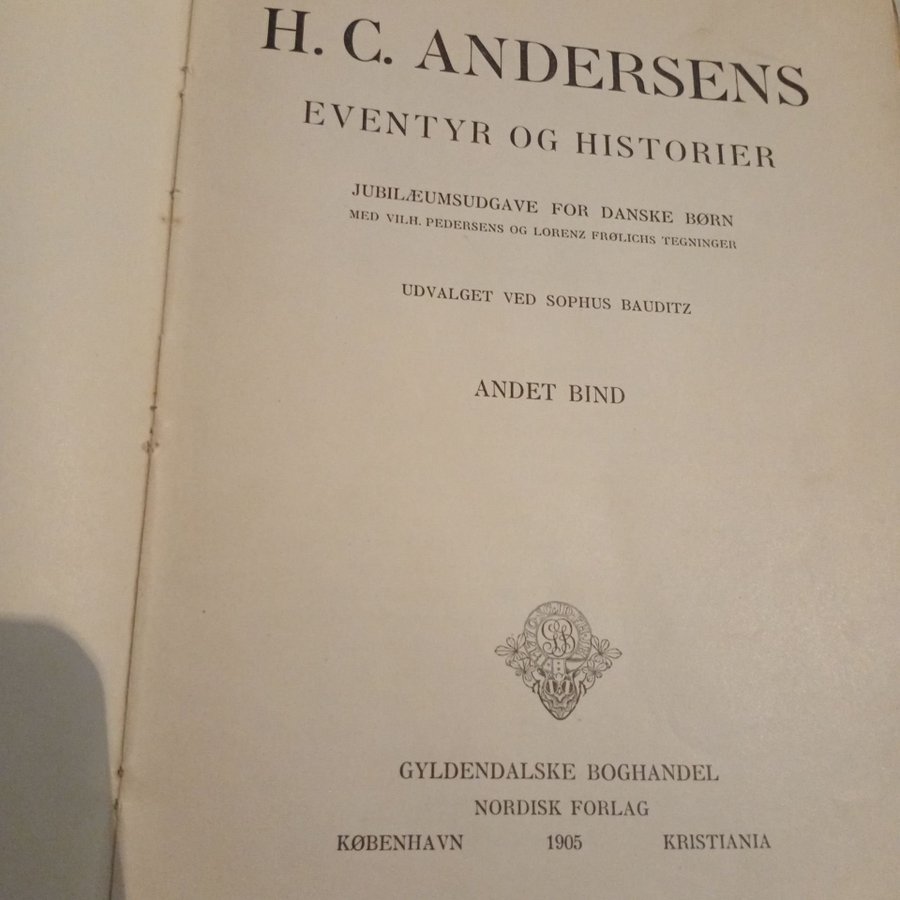 H. C. ANDERSENS
EVENTYR OG HISTORIER
JUBILÆUMSUDGAVE FOR DANSKE BØRN
MED VILH. PEDERSENS OG LORENZ FRØLICHS TEGNINGER
UDVALGET VED SOPHUS BAUDITZ
ANDET BIND
GYLDENDALSKE BOGHANDEL
NORDISK FORLAG
KØBENHAVN 1905 KRISTIANIA